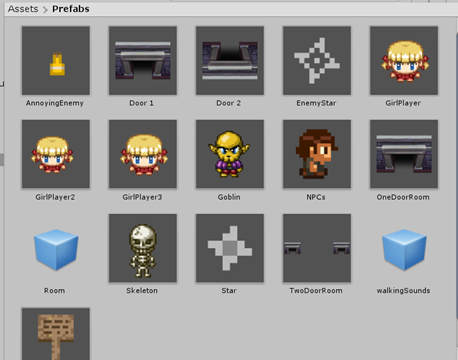 Assets > Prefabs
AnnoyingEnemy
Door 1
Door 2
EnemyStar
GirlPlayer
GirlPlayer2
GirlPlayer3
Goblin
NPCs
OneDoorRoom
Room
Skeleton
Star
TwoDoorRoom
walkingSounds